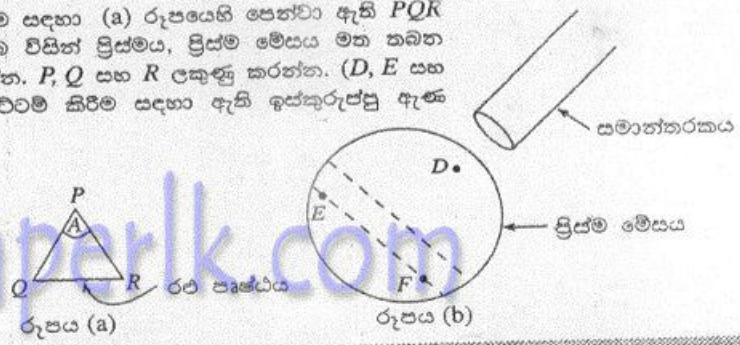 ම සඳහා (a) රූපයෙහි පෙන්වා ඇති PQR
බ විසින් ප්‍රිස්මය, ප්‍රිස්ම මේසය මත තබන
ත. P, Q සහ R ලකුණු කරන්න. (D, E සහ
ට්ටම් කිරීම සඳහා ඇති ඉස්කුරුප්පු ඇණ
සමාන්තරකය
D
P
A
E
ප්‍රිස්ම මේසය
Q
R
රළු පෘෂ්ඨය
F
රූපය (a)
රූපය (b)
perlk.com